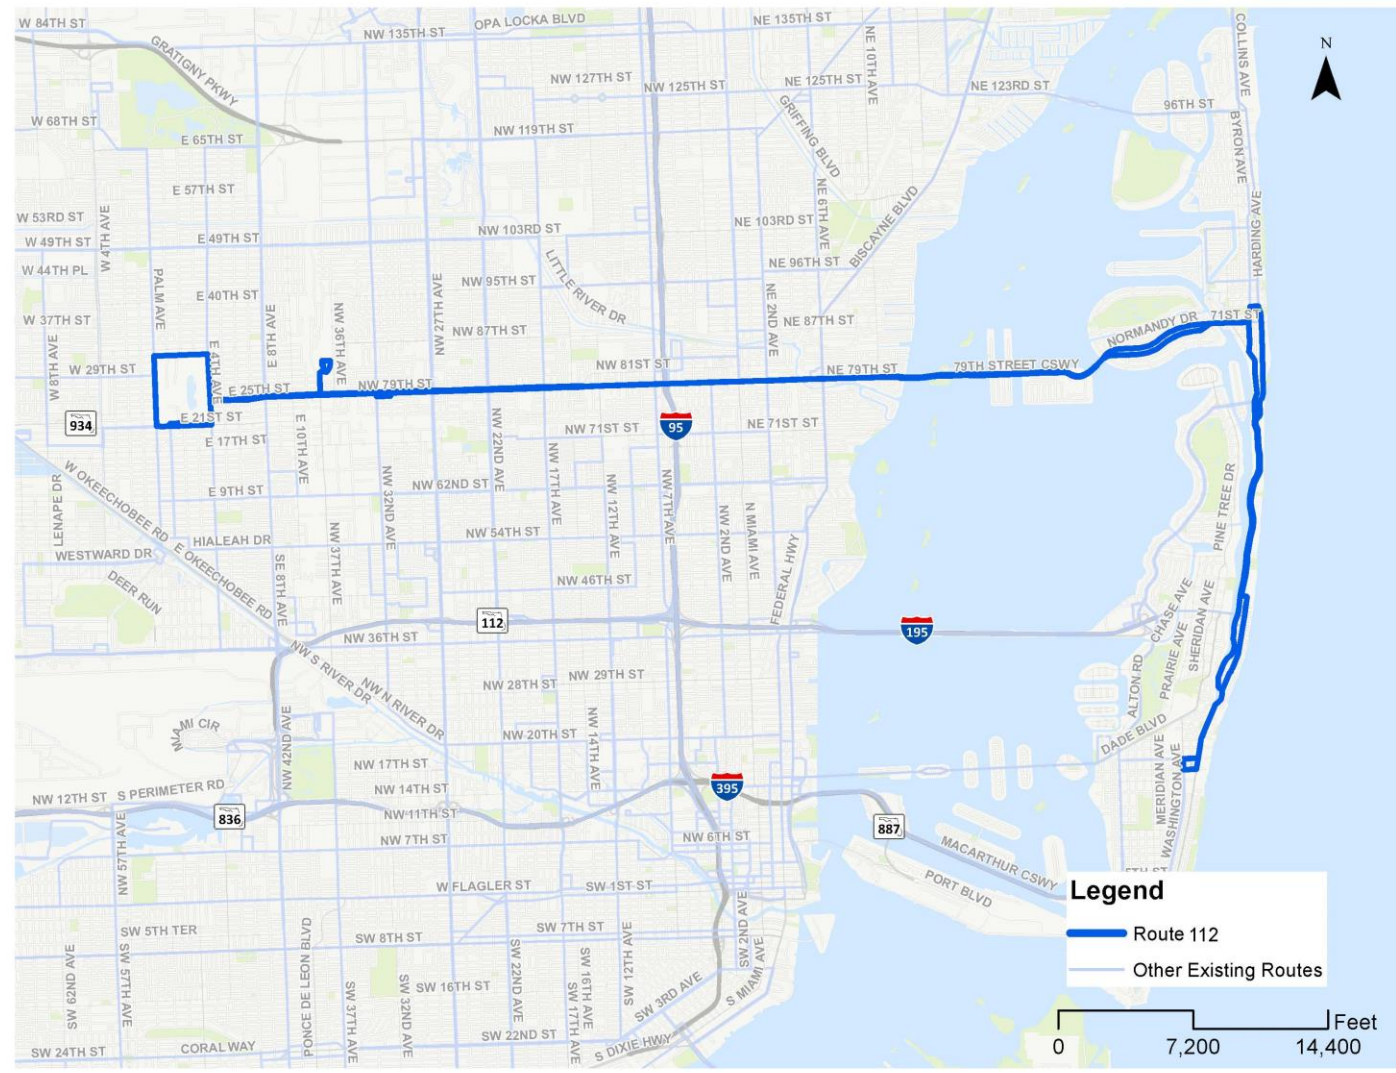 W 84TH ST
OPA LOCKA BLVD
NE 135TH ST
NW 135TH ST
COLLINS AVE
NE 10TH AVE
N
GRATIGNY PKWY
NW 127TH ST
NW 125TH ST
NE 125TH ST
NE 123RD ST
96TH ST
W 68TH ST
NW 119TH ST
E 65TH ST
GRIFFING BLVD
BYRON AVE
E 57TH ST
NE 6TH AVE
BISCAYNE BLVD
W 53RD ST
W 4TH AVE
NE 103RD ST
NW 103RD ST
W 49TH ST
E 49TH ST
HARDING AVE
W 44TH PL
PALM AVE
NW 27TH AVE
NW 95TH ST
LITTLE RIVER DR
NE 96TH ST
E 40TH ST
NE 2ND AVE
W 37TH ST
E 8TH AVE
NW 36TH AVE
NW 87TH ST
NE 87TH ST
NORMANDY DR
71ST ST
W 8TH AVE
W 29TH ST
E 4TH AVE
NW 81ST ST
E 25TH ST
NW 79TH ST
NE 79TH ST
79TH STREET CSWY
934
E 21ST ST
E 17TH ST
E 10TH AVE
NW 22ND AVE
NW 71ST ST
95
NE 71ST ST
W OKEECHOBEE RD
LENAPE DR
E 9TH ST
NW 32ND AVE
NW 62ND ST
NW 17TH AVE
NW 12TH AVE
NW 7TH AVE
NW 2ND AVE
N MIAMI AVE
FEDERAL HWY
PINE TREE DR
HIALEAH DR
NW 54TH ST
WESTWARD DR
E OKEECHOBEE RD
SE 8TH AVE
NW 37TH AVE
DEER RUN
NW 46TH ST
112
195
CHASE AVE
PRAIRIE AVE
SHERIDAN AVE
NW 36TH ST
NW S RIVER DR
NW N RIVER DR
NW 28TH ST
NW 29TH ST
ALTON RD
MIAMI CIR
NW 42ND AVE
NW 20TH ST
NW 14TH AVE
DADE BLVD
MERIDIAN AVE
WASHINGTON AVE
NW 17TH ST
NW 12TH ST
S PERIMETER RD
NW 14TH ST
395
836
NW 11TH ST
887
NW 57TH AVE
NW 7TH ST
NW 6TH ST
MACARTHUR CSWY
PORT BLVD
W FLAGLER ST
SW 1ST ST
SW 5TH TER
SW 8TH ST
SW 7TH ST
SW 2ND AVE
S MIAMI AVE
SW 62ND AVE
SW 57TH AVE
PONCE DE LEON BLVD
SW 37TH AVE
SW 32ND AVE
SW 16TH ST
SW 22ND AVE
SW 16TH AVE
SW 17TH AVE
SW 12TH AVE
SW 3RD AVE
SW 24TH ST
CORAL WAY
SW 22ND ST
S DIXIE HWY
Legend
Route 112
Other Existing Routes
Feet
0 7,200 14,400